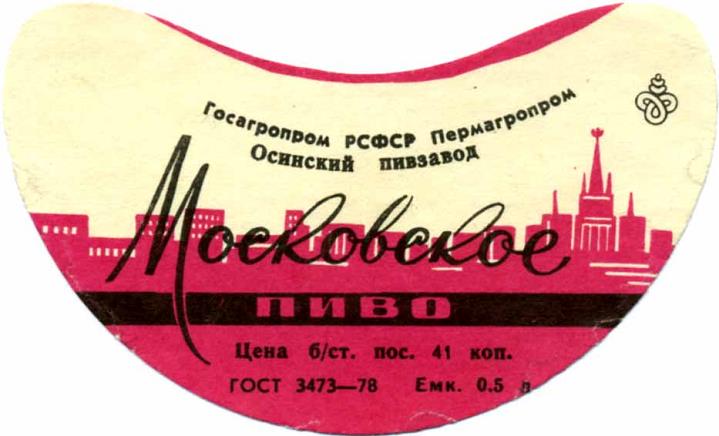 Госагропром РСФСР Пермагропром
Осинский пивзавод
Московское
ПИВО
Цена б/ст. пос. 41 коп.
ГОСТ 3473—78 Емк. 0.5 л